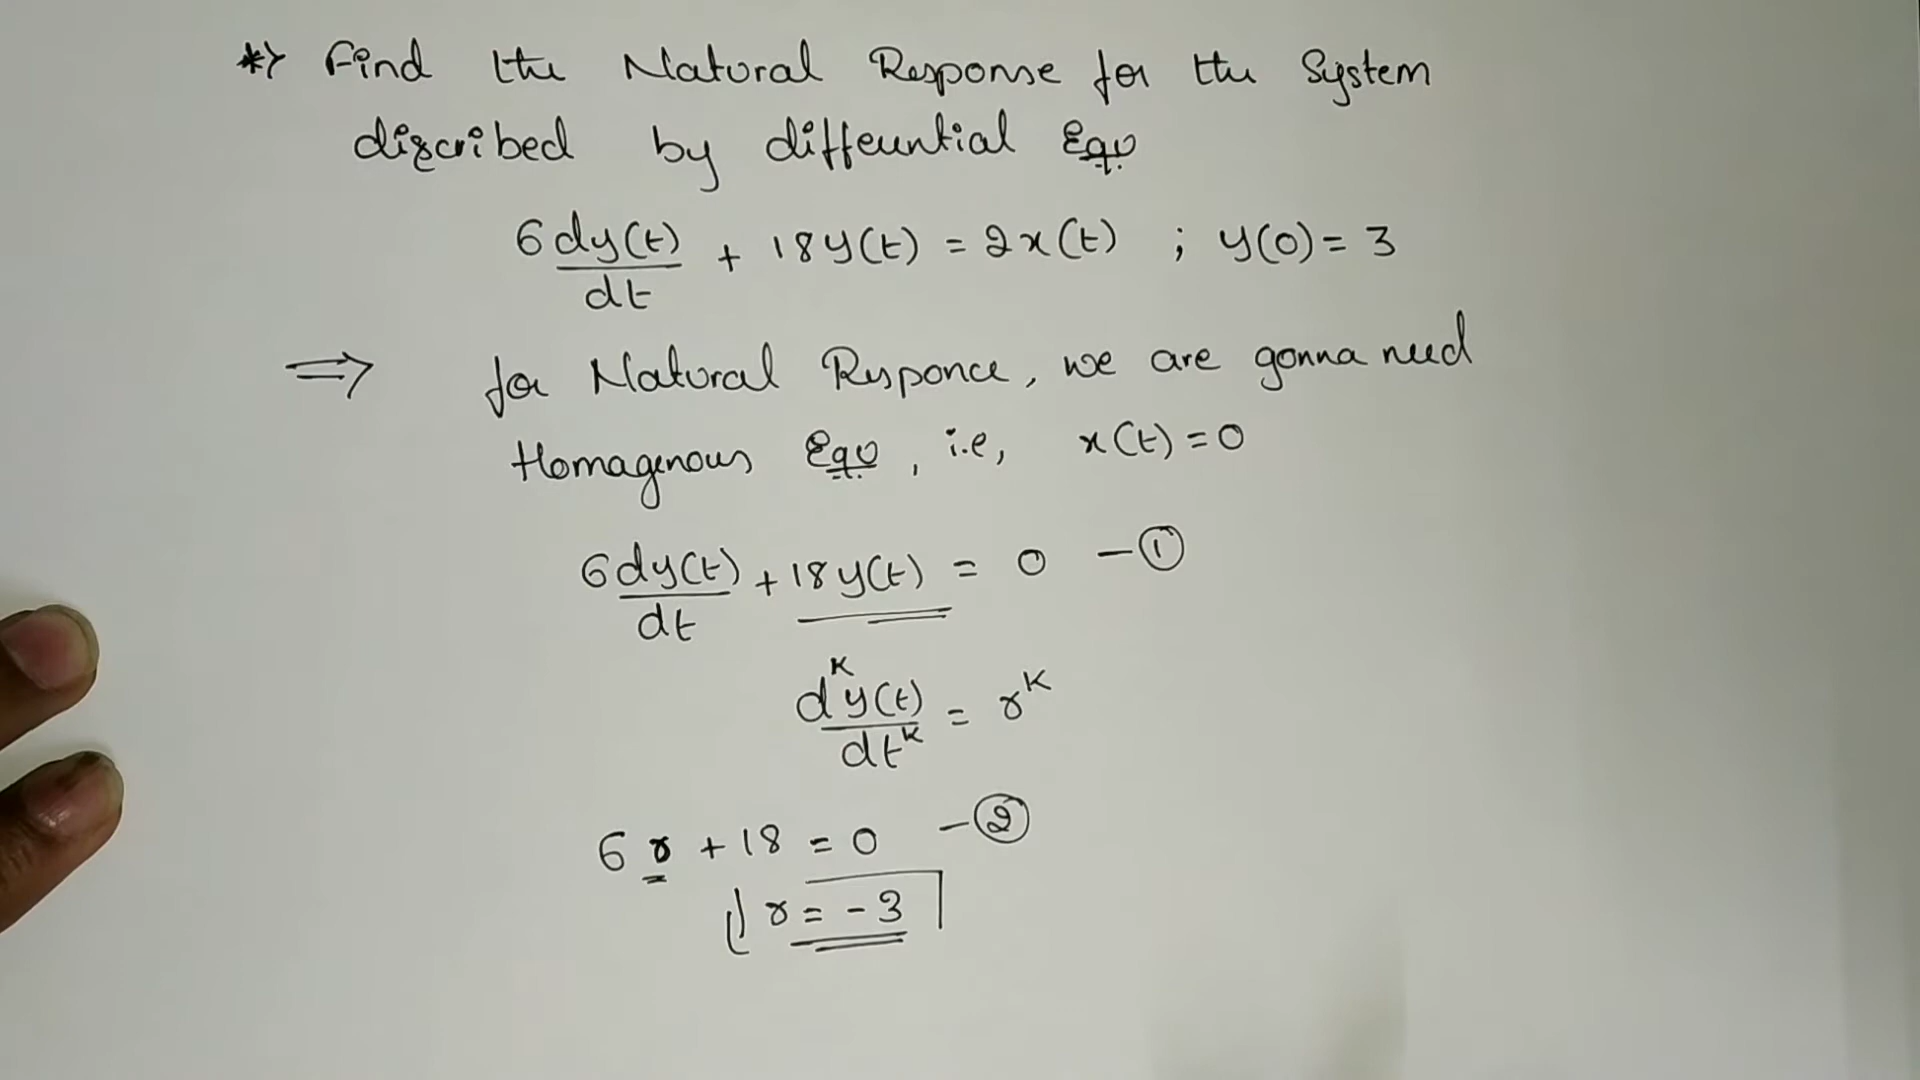 *> Find the Natural Response for the System
discribed by differential Eqn
6 dy(t)/dt + 18y(t) = 2x(t) ; y(0) = 3
⇒ for Natural Responce, we are gonna need
Homagenous Eqn, i.e, x(t) = 0
6 dy(t)/dt + 18y(t) = 0 – ①
d^k y(t)/dt^k = r^k
6r + 18 = 0 – ②
r = -3